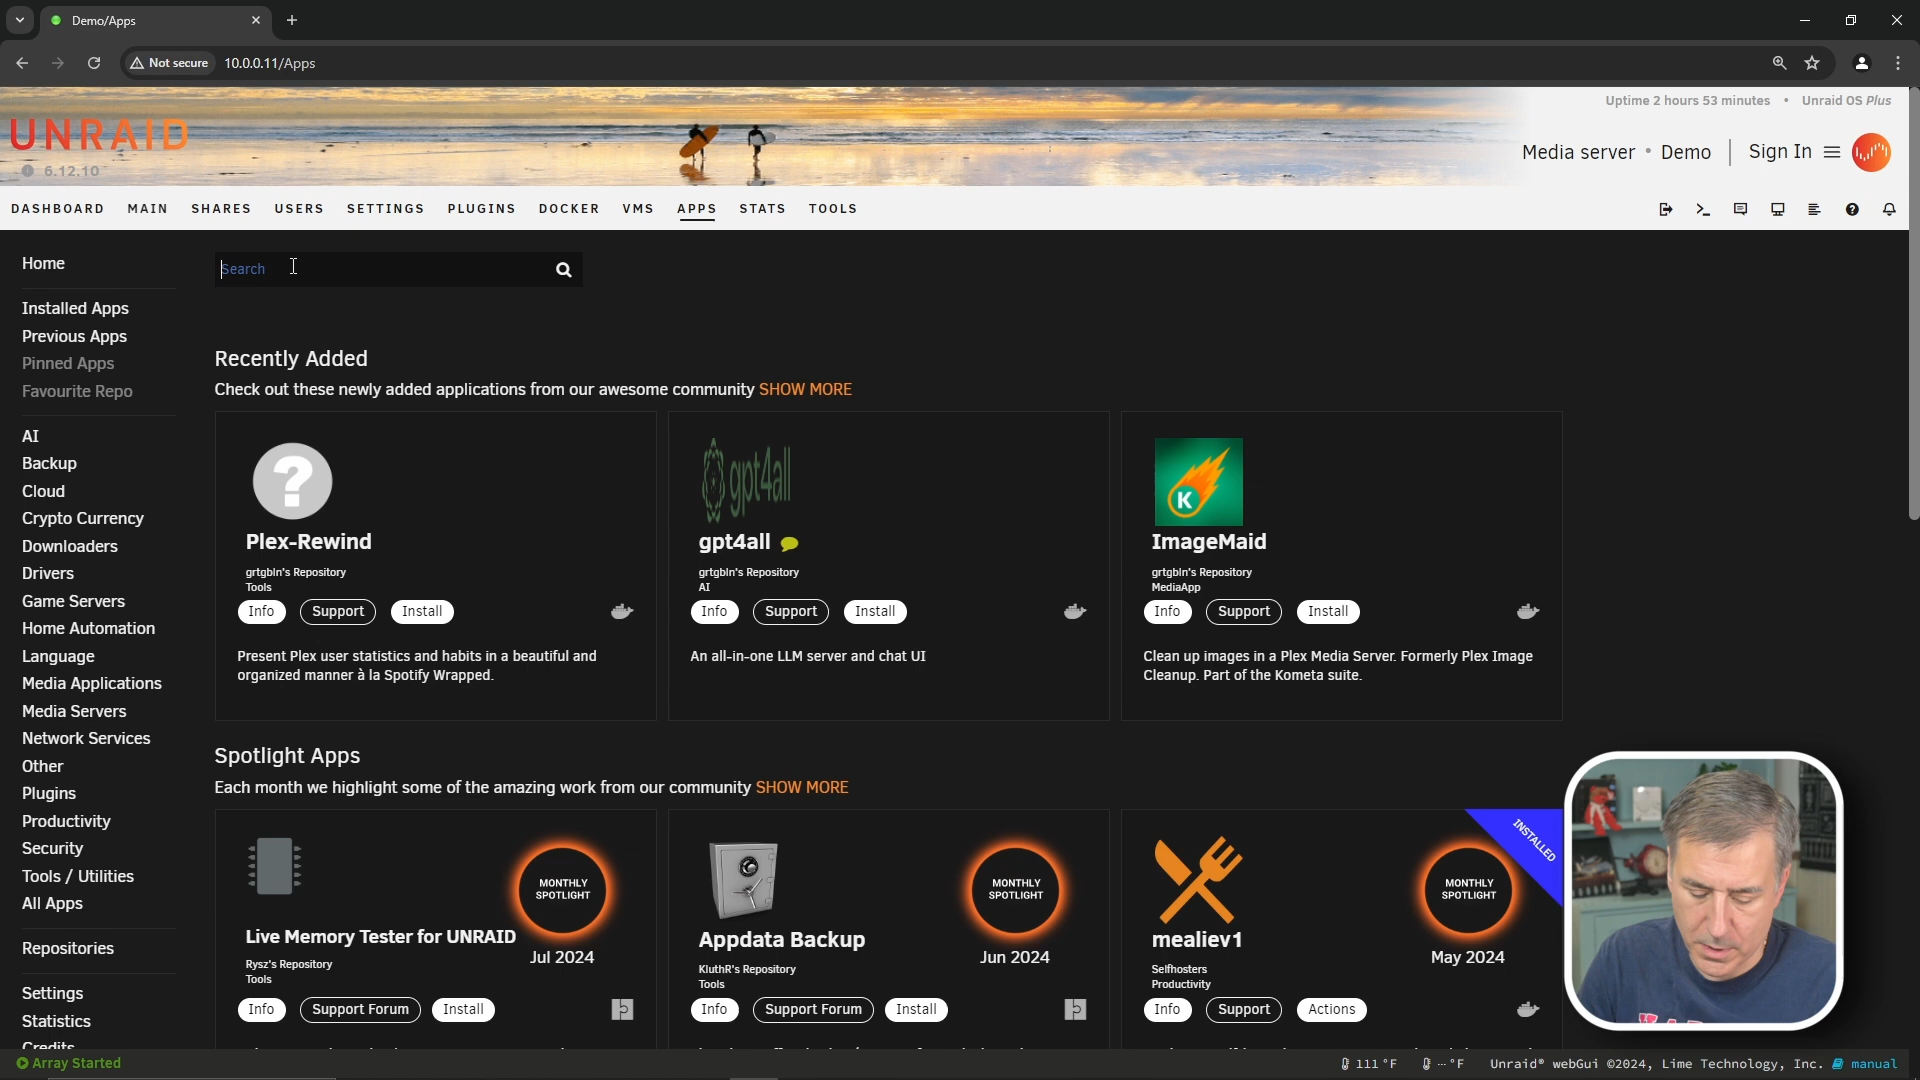 Demo/Apps
Not secure
10.0.0.11/Apps
Uptime 2 hours 53 minutes • Unraid OS Plus
UNRAID
6.12.10
Media server • Demo
Sign In
DASHBOARD MAIN SHARES USERS SETTINGS PLUGINS DOCKER VMS APPS STATS TOOLS
Home
Search
Installed Apps
Previous Apps
Pinned Apps
Favourite Repo
AI
Backup
Cloud
Crypto Currency
Downloaders
Drivers
Game Servers
Home Automation
Language
Media Applications
Media Servers
Network Services
Other
Plugins
Productivity
Security
Tools / Utilities
All Apps
Repositories
Settings
Statistics
Credits
Recently Added
Check out these newly added applications from our awesome community SHOW MORE
Plex-Rewind
grtgbln's Repository
Tools
Info Support Install
Present Plex user statistics and habits in a beautiful and
organized manner à la Spotify Wrapped.
gpt4all
gpt4all
grtgbln's Repository
AI
Info Support Install
An all-in-one LLM server and chat UI
K
ImageMaid
grtgbln's Repository
MediaApp
Info Support Install
Clean up images in a Plex Media Server. Formerly Plex Image
Cleanup. Part of the Kometa suite.
Spotlight Apps
Each month we highlight some of the amazing work from our community SHOW MORE
MONTHLY
SPOTLIGHT
Live Memory Tester for UNRAID
Jul 2024
Rysz's Repository
Tools
Info Support Forum Install
MONTHLY
SPOTLIGHT
Appdata Backup
Jun 2024
KluthR's Repository
Tools
Info Support Forum Install
INSTALLED
MONTHLY
SPOTLIGHT
mealiev1
May 2024
Selfhosters
Productivity
Info Support Actions
Array Started
111 °F
-- °F
Unraid® webGui ©2024, Lime Technology, Inc.
manual